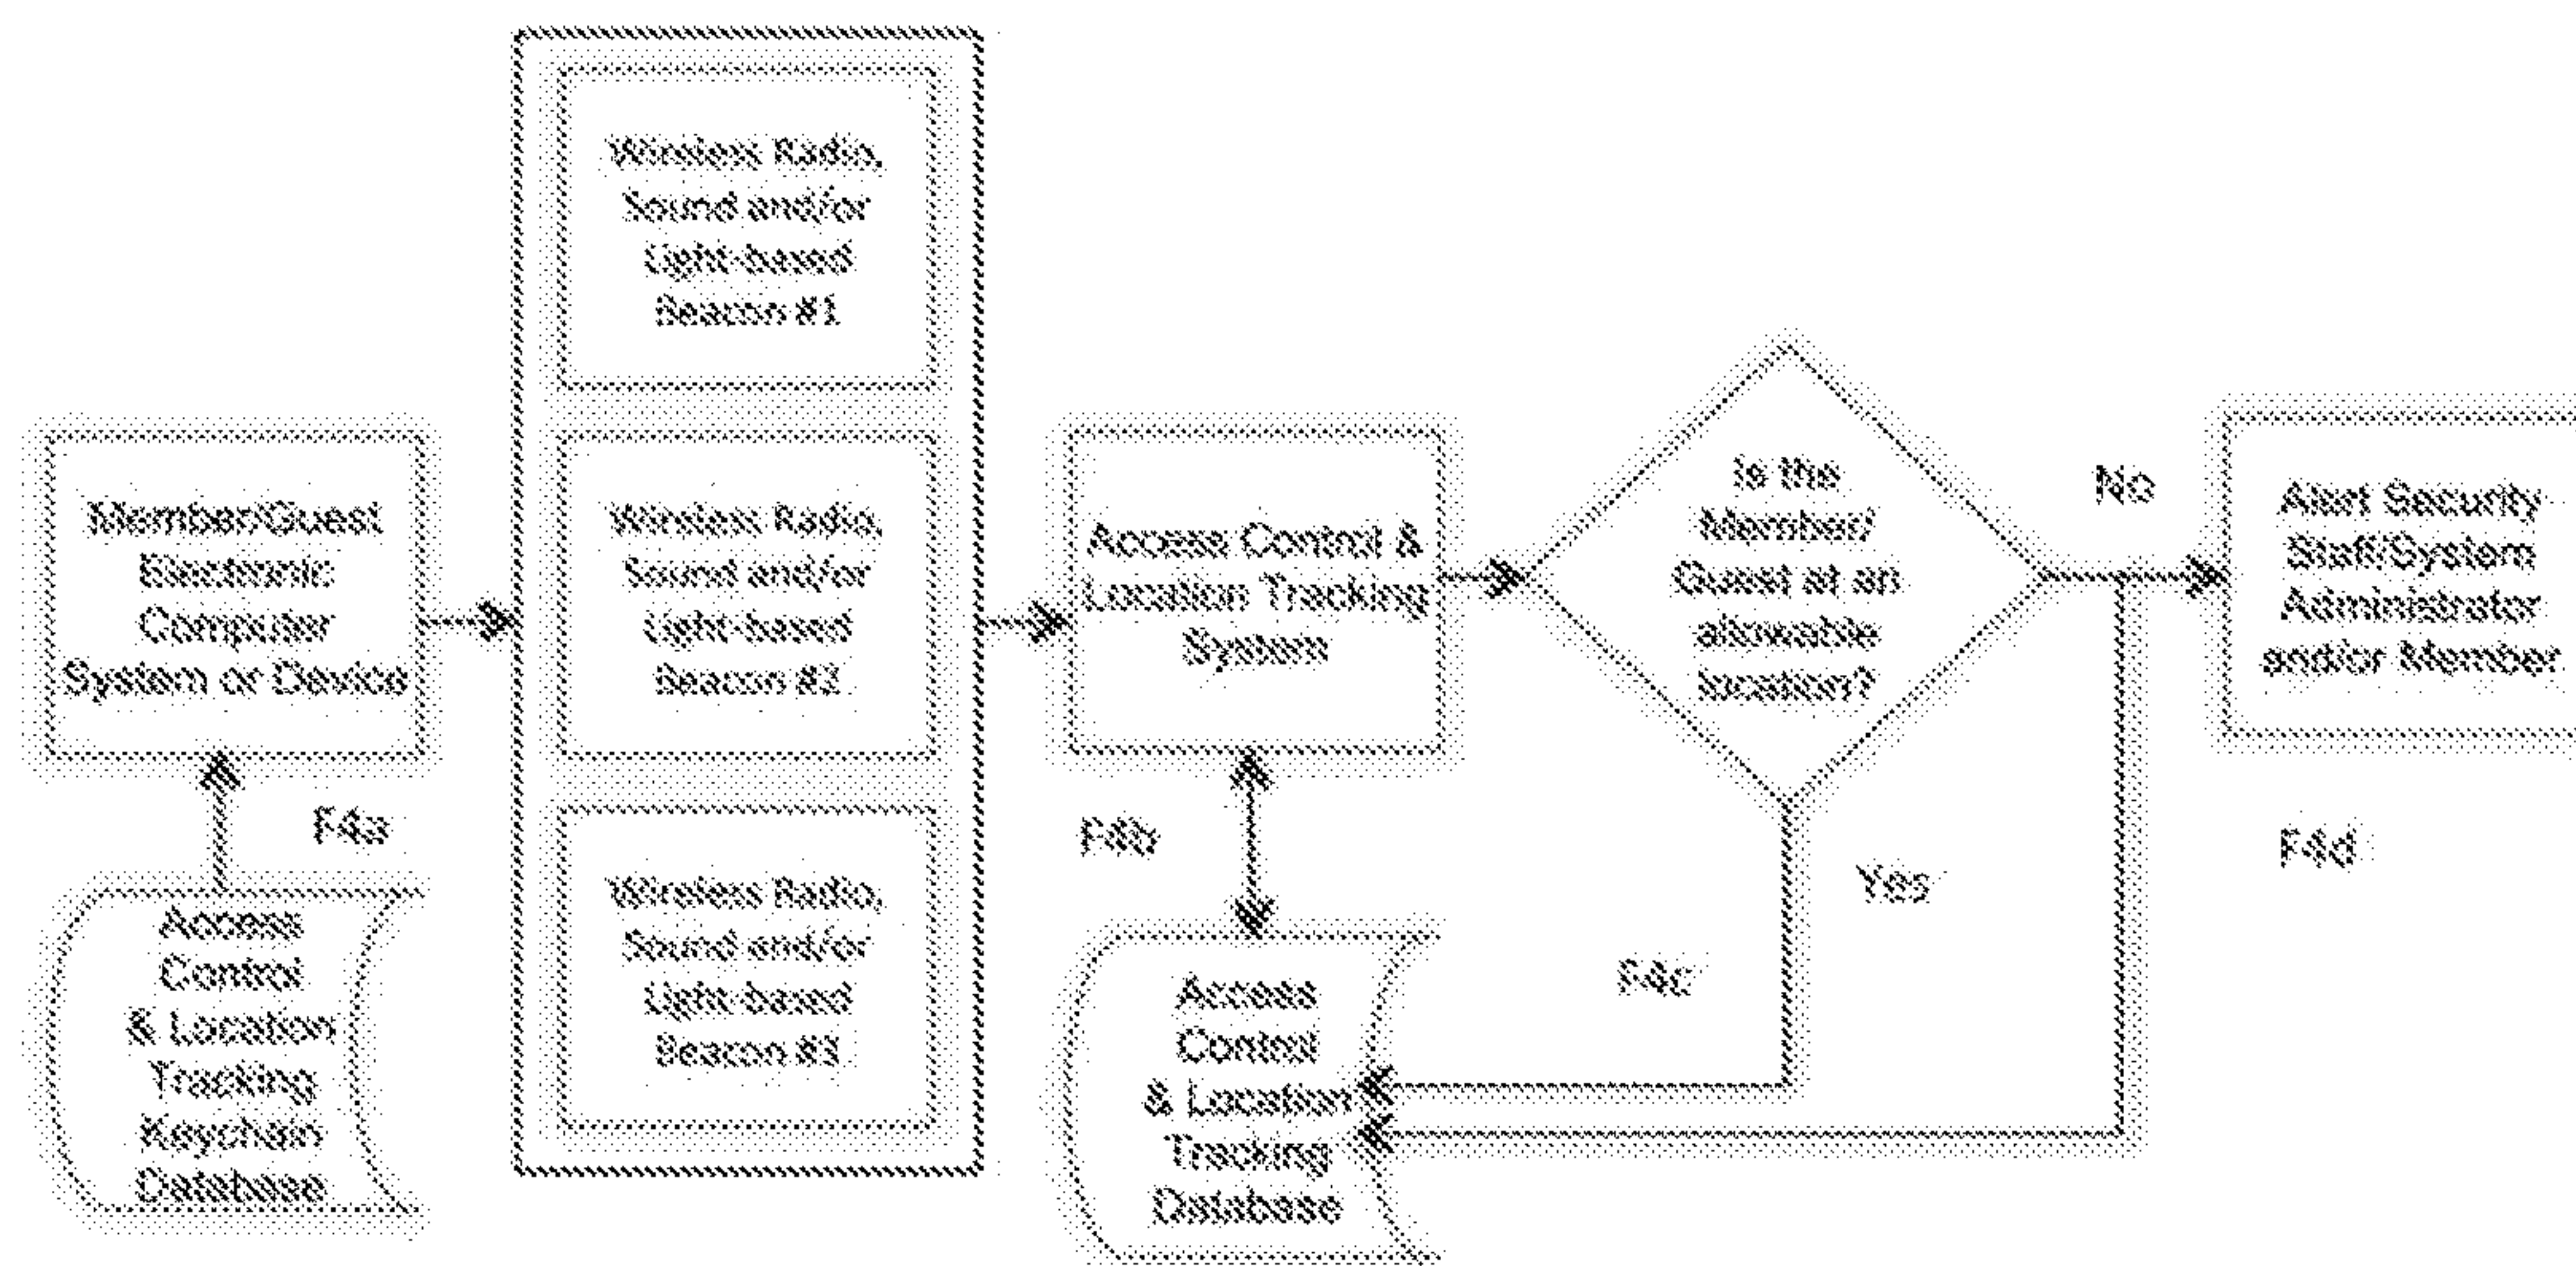 Member/Guest
Electronic
Computer
System or Device
F4a
Access
Control
& Location
Tracking
Keychain
Database
Wireless Radio,
Sound and/or
Light-based
Beacon #1
Wireless Radio,
Sound and/or
Light-based
Beacon #2
Wireless Radio,
Sound and/or
Light-based
Beacon #3
Access Control &
Location Tracking
System
F4b
Access
Control
& Location
Tracking
Database
Is the
Member/
Guest at an
allowable
location?
Yes
F4c
No
Alert Security
Staff/System
Administrator
and/or Member
F4d